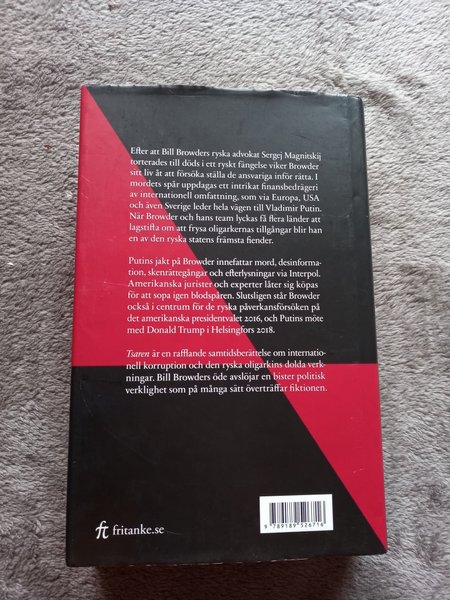 Efter att Bill Browders ryska advokat Sergej Magnitskij
torterades till döds i ett ryskt fängelse viker Browder
sitt liv åt att försöka ställa de ansvariga inför rätta. I
mordets spår uppdagas ett intrikat finansbedrägeri
av internationell omfattning, som via Europa, USA
och även Sverige leder hela vägen till Vladimir Putin.
När Browder och hans team lyckas få flera länder att
lagstifta om att frysa oligarkernas tillgångar blir han
en av den ryska statens främsta fiender.
Putins jakt på Browder innefattar mord, desinforma-
tion, skenrättegångar och efterlysningar via Interpol.
Amerikanska jurister och experter låter sig köpas
för att sopa igen blodspåren. Slutsligen står Browder
också i centrum för de ryska påverkansförsöken på
det amerikanska presidentvalet 2016, och Putins möte
med Donald Trump i Helsingfors 2018.
Tsaren är en rafflande samtidsberättelse om internatio-
nell korruption och den ryska oligarkins dolda verk-
ningar. Bill Browders öde avslöjar en bister politisk
verklighet som på många sätt överträffar fiktionen.
ft fritanke.se
9 789189 526716